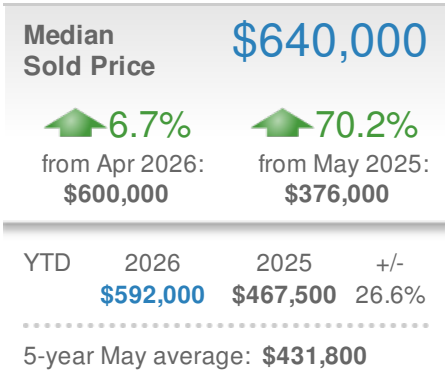 Median $640,000
Sold Price
6.7% 70.2%
from Apr 2026: from May 2025:
$600,000 $376,000
YTD 2026 2025 +/-
$592,000 $467,500 26.6%
5-year May average: $431,800